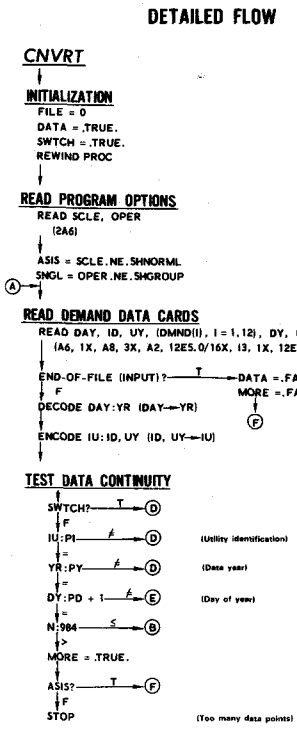 DETAILED FLOW
CNVRT
INITIALIZATION
FILE = 0
DATA = .TRUE.
SWTCH = .TRUE.
REWIND PROC
READ PROGRAM OPTIONS
READ SCLE, OPER
(2A6)
ASIS = SCLE.NE.5HNORML
SNGL = OPER.NE.5HGROUP
A
READ DEMAND DATA CARDS
READ DAY, ID, UY, (DMND(I), I = 1,12), DY,
(A6, 1X, A8, 3X, A2, 12E5.0/16X, I3, 1X, 12E
END-OF-FILE (INPUT)? T DATA = .FA
F MORE = .FA
DECODE DAY:YR (DAY→YR) F
ENCODE IU:ID,UY (ID, UY→IU)
TEST DATA CONTINUITY
SWTCH? T D
F
IU:PI ≠ D (Utility identification)
=
YR:PY ≠ D (Data year)
=
DY:PD + 1 ≠ E (Day of year)
=
N:984 ≤ B
>
MORE = .TRUE.
ASIS? T F
F
STOP (Too many data points)